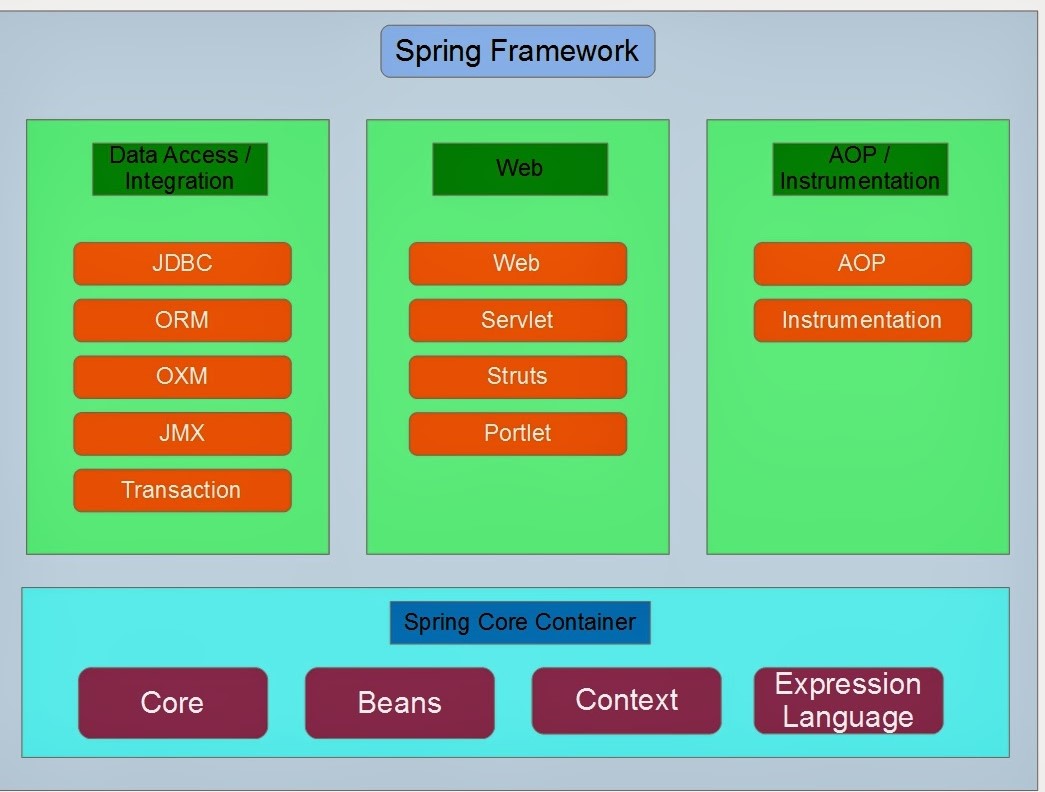 Spring Framework
Data Access /
Integration
JDBC
ORM
OXM
JMX
Transaction
Web
Web
Servlet
Struts
Portlet
AOP /
Instrumentation
AOP
Instrumentation
Spring Core Container
Core
Beans
Context
Expression
Language